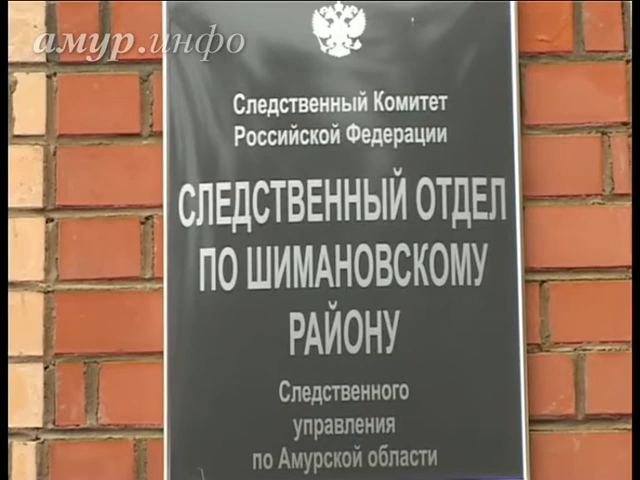 амур.инфо
Следственный Комитет
Российской Федерации
СЛЕДСТВЕННЫЙ ОТДЕЛ
ПО ШИМАНОВСКОМУ
РАЙОНУ
Следственного
управления
по Амурской области